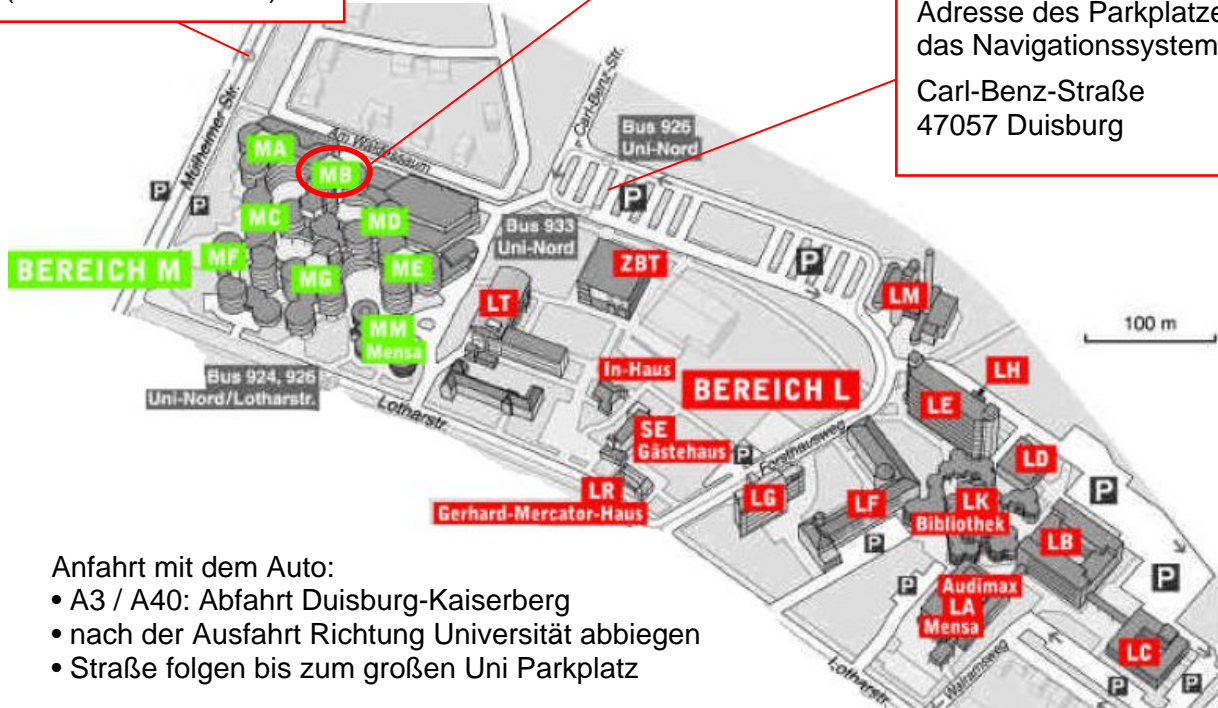 Adresse des Parkplatze
das Navigationssystem
Carl-Benz-Straße
47057 Duisburg
Mülheimer Str.
Carl-Benz-Str.
Am Waldessaum
Bus 926
Uni-Nord
MA
MB
P
P
P
MC
MD
Bus 933
Uni-Nord
MF
MG
ME
ZBT
P
BEREICH M
LT
LM
MM
Mensa
100 m
Bus 924, 926
Uni-Nord/Lotharstr.
In-Haus
BEREICH L
LH
LE
Lotharstr.
SE
Gästehaus
P
Forsthausweg
LD
LR
Gerhard-Mercator-Haus
LG
LF
LK
Bibliothek
P
P
LB
P
P
Audimax
LA
Mensa
LC
Lotharstr.
Walramsweg
P
P
Anfahrt mit dem Auto:
• A3 / A40: Abfahrt Duisburg-Kaiserberg
• nach der Ausfahrt Richtung Universität abbiegen
• Straße folgen bis zum großen Uni Parkplatz